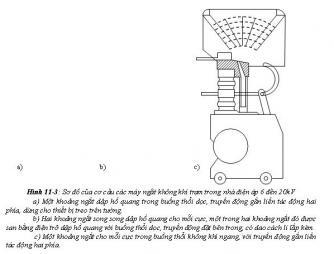 a) b) c)
Hình 11-3: Sơ đồ của cơ cấu các máy ngắt không khí trạm trong nhà điện áp 6 đến 20kV
a) Một khoảng ngắt dập hồ quang trong buồng thổi dọc, truyền động gắn liền tác động hai
phía, dùng cho thiết bị treo trên tường.
b) Hai khoảng ngắt song song dập hồ quang cho mỗi cực, một trong hai khoảng ngắt đó được
san bằng điện trở dập hồ quang với buồng thổi dọc, truyền động đặt bên trong, có dao cách li lắp kèm.
c) Một khoảng ngắt cho mỗi cực trong buồng thổi không khí ngang, với truyền động gắn liền
tác động hai phía.